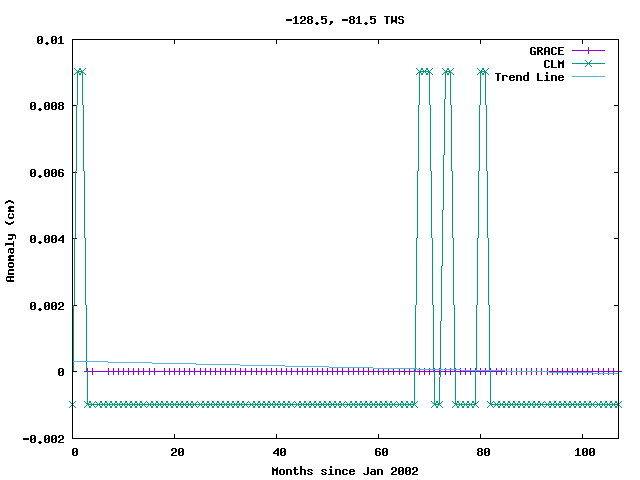 -128.5, -81.5 TWS
0.01
0.008
0.006
0.004
0.002
0
-0.002
Anomaly (cm)
GRACE
CLM
Trend Line
0 20 40 60 80 100
Months since Jan 2002